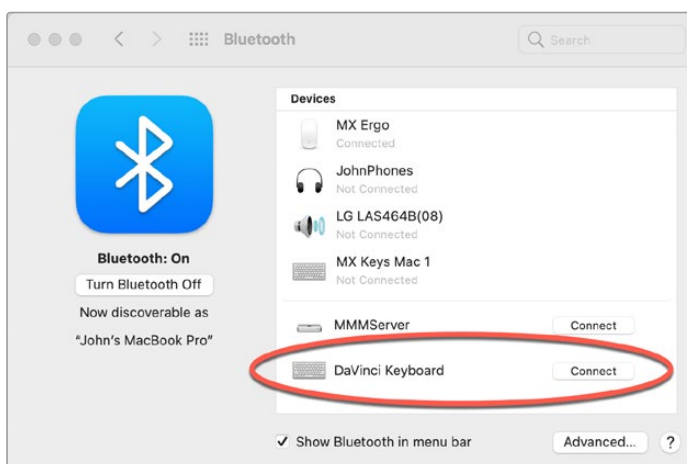 Bluetooth
Search
Bluetooth: On
Turn Bluetooth Off
Now discoverable as
“John’s MacBook Pro”
Devices
MX Ergo
Connected
JohnPhones
Not Connected
LG LAS464B(08)
Not Connected
MX Keys Mac 1
Not Connected
MMMServer Connect
DaVinci Keyboard Connect
Show Bluetooth in menu bar Advanced... ?